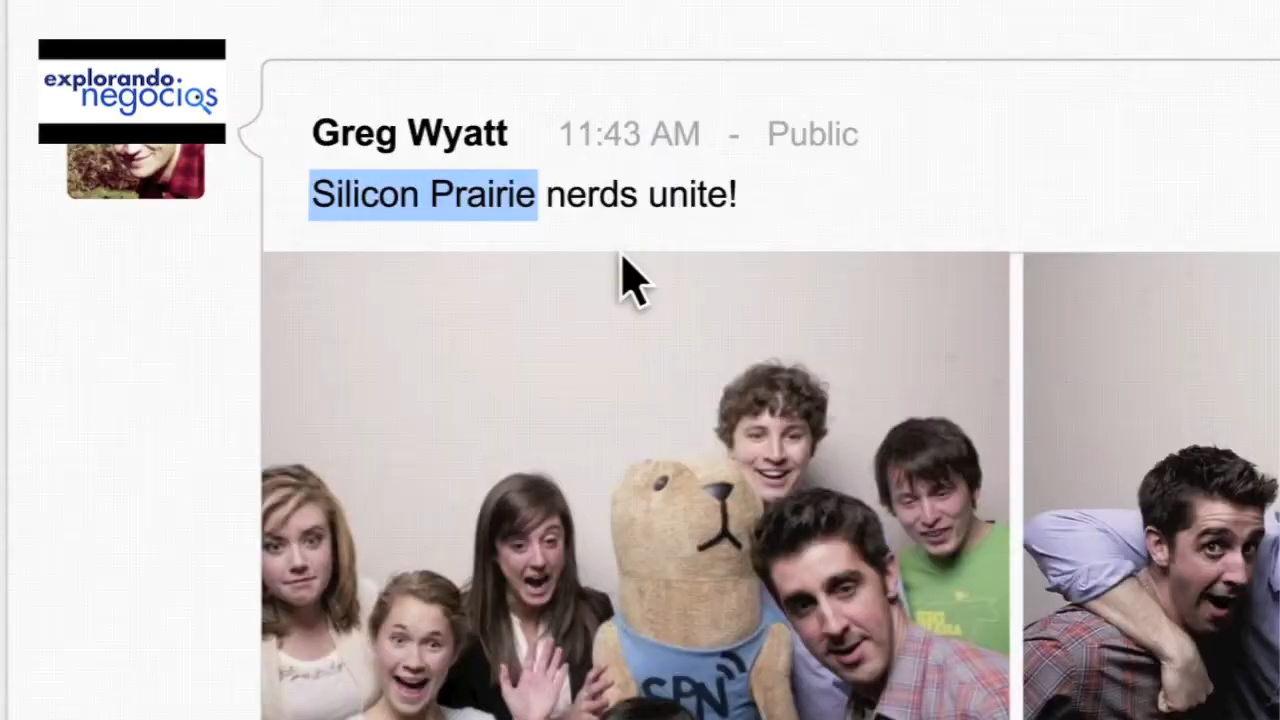 explorando
negocios
Greg Wyatt 11:43 AM - Public
Silicon Prairie nerds unite!
SPN